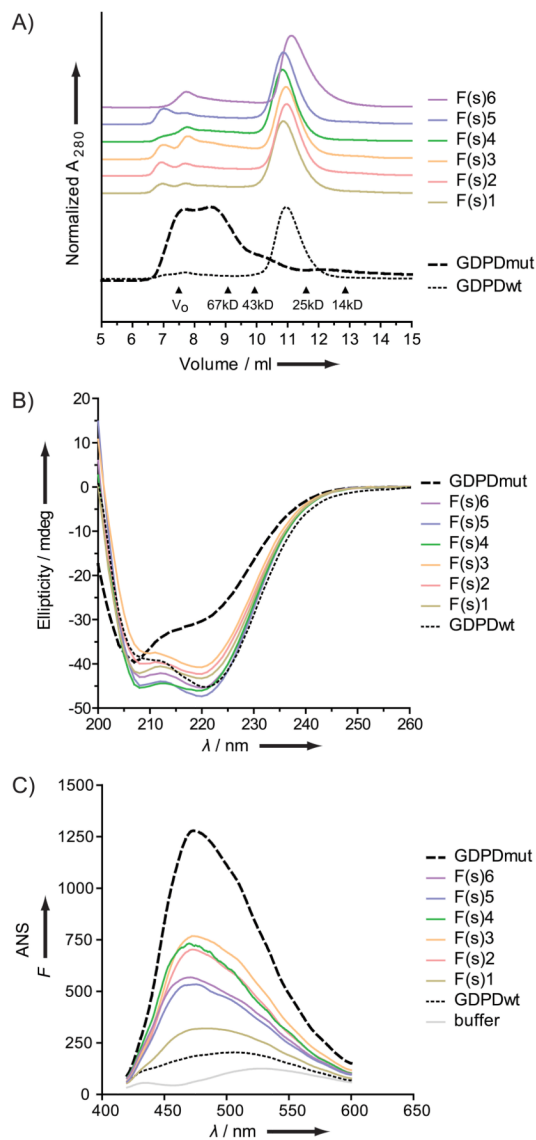 A)
Normalized A280
F(s)6
F(s)5
F(s)4
F(s)3
F(s)2
F(s)1
GDPDmut
GDPDwt
Vo 67kD 43kD 25kD 14kD
5 6 7 8 9 10 11 12 13 14 15
Volume / ml
B)
Ellipticity / mdeg
20
15
10
5
0
-10
-20
-30
-40
-50
200 210 220 230 240 250 260
λ / nm
GDPDmut
F(s)6
F(s)5
F(s)4
F(s)3
F(s)2
F(s)1
GDPDwt
C)
ANS
F
1500
1250
1000
750
500
250
0
400 450 500 550 600 650
λ / nm
GDPDmut
F(s)6
F(s)5
F(s)4
F(s)3
F(s)2
F(s)1
GDPDwt
buffer